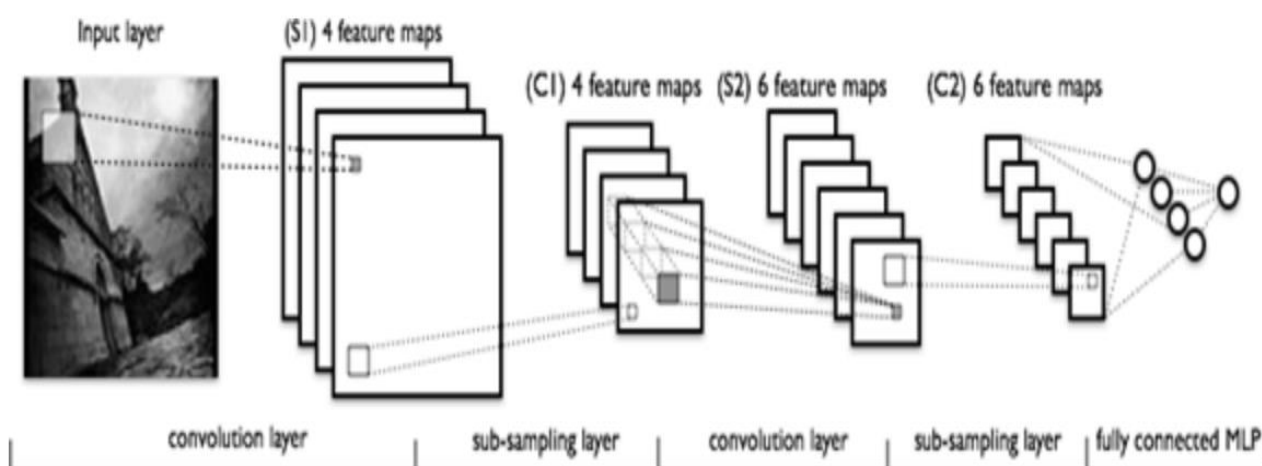 Input layer
(S1) 4 feature maps
(C1) 4 feature maps
(S2) 6 feature maps
(C2) 6 feature maps
convolution layer
sub-sampling layer
convolution layer
sub-sampling layer
fully connected MLP